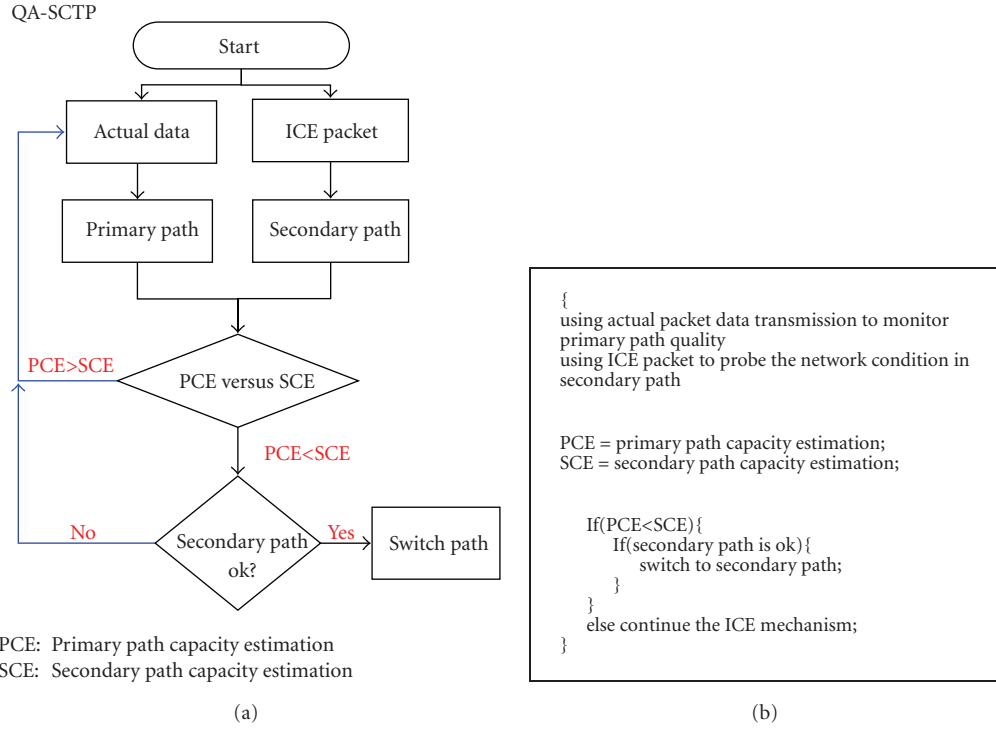 QA-SCTP
Start
Actual data
ICE packet
Primary path
Secondary path
PCE>SCE
PCE versus SCE
PCE<SCE
No
Secondary path
ok?
Yes
Switch path
PCE: Primary path capacity estimation
SCE: Secondary path capacity estimation
(a)
{
using actual packet data transmission to monitor
primary path quality
using ICE packet to probe the network condition in
secondary path
PCE = primary path capacity estimation;
SCE = secondary path capacity estimation;
If(PCE<SCE){
If(secondary path is ok){
switch to secondary path;
}
}
else continue the ICE mechanism;
}
(b)